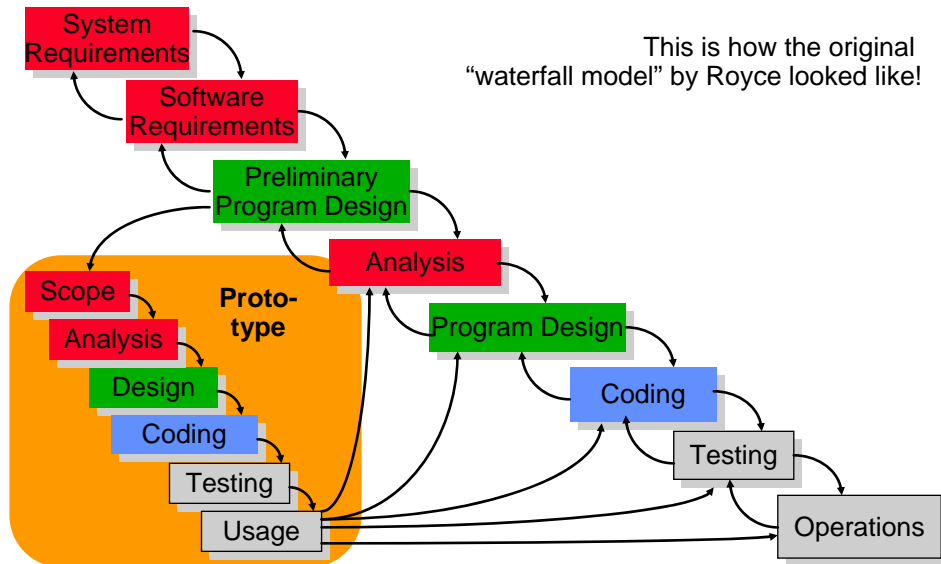 System
Requirements
This is how the original
“waterfall model” by Royce looked like!
Software
Requirements
Preliminary
Program Design
Analysis
Scope
Proto-
type
Analysis
Program Design
Design
Coding
Coding
Testing
Testing
Usage
Operations